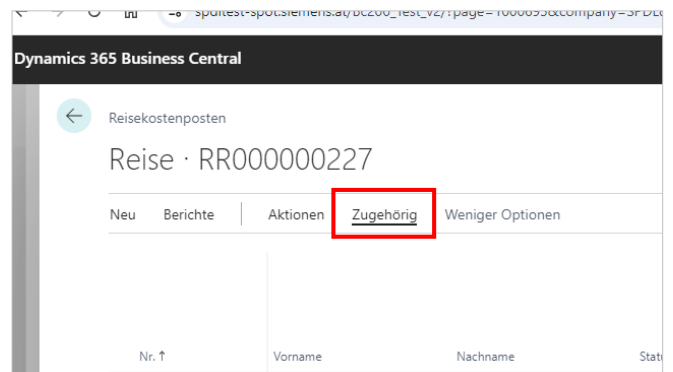 Dynamics 365 Business Central
Reisekostenposten
Reise · RR000000227
Neu Berichte Aktionen Zugehörig Weniger Optionen
Nr. ↑ Vorname Nachname